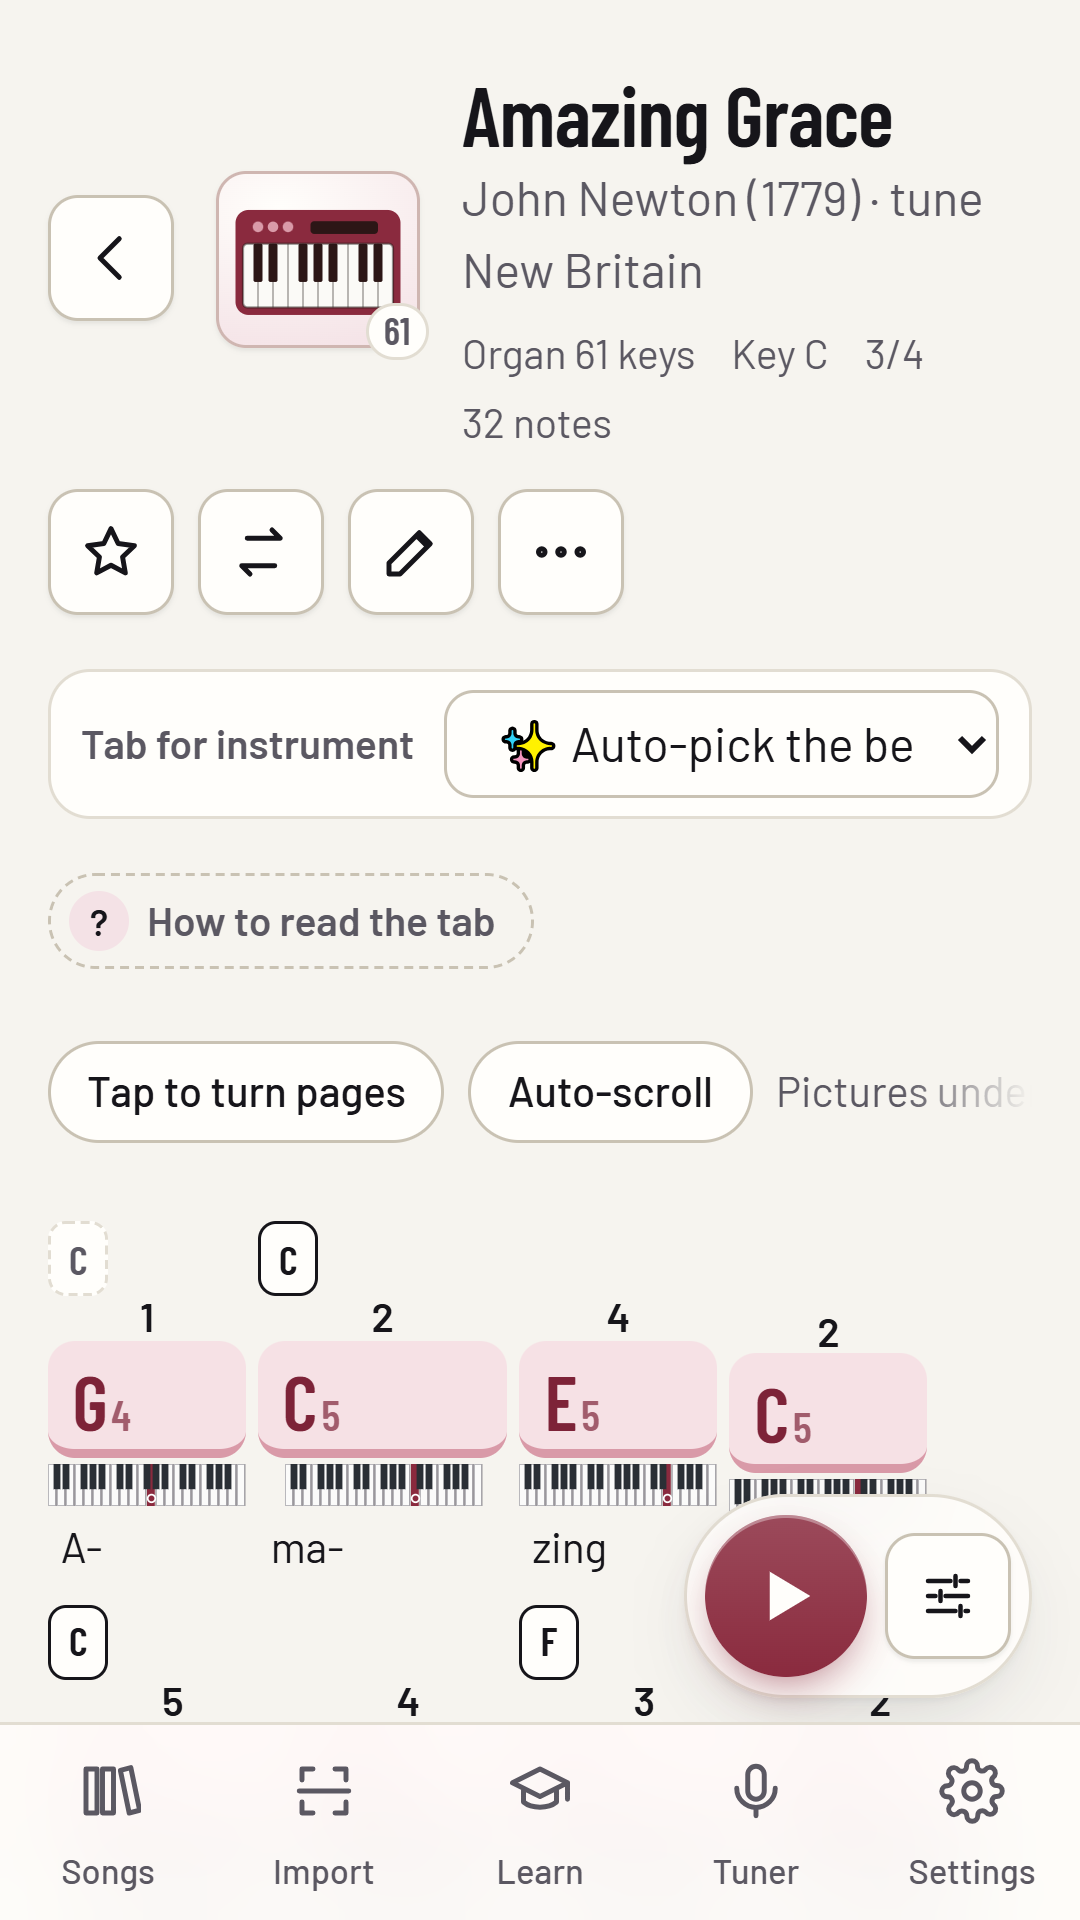 Amazing Grace
John Newton (1779) · tune
New Britain
61
Organ 61 keys Key C 3/4
32 notes
Tab for instrument
✨ Auto-pick the be
? How to read the tab
Tap to turn pages
Auto-scroll
Pictures unde
C C
1 2 4 2
G4 C5 E5 C5
A- ma- zing
C F
5 4 3 2
Songs Import Learn Tuner Settings